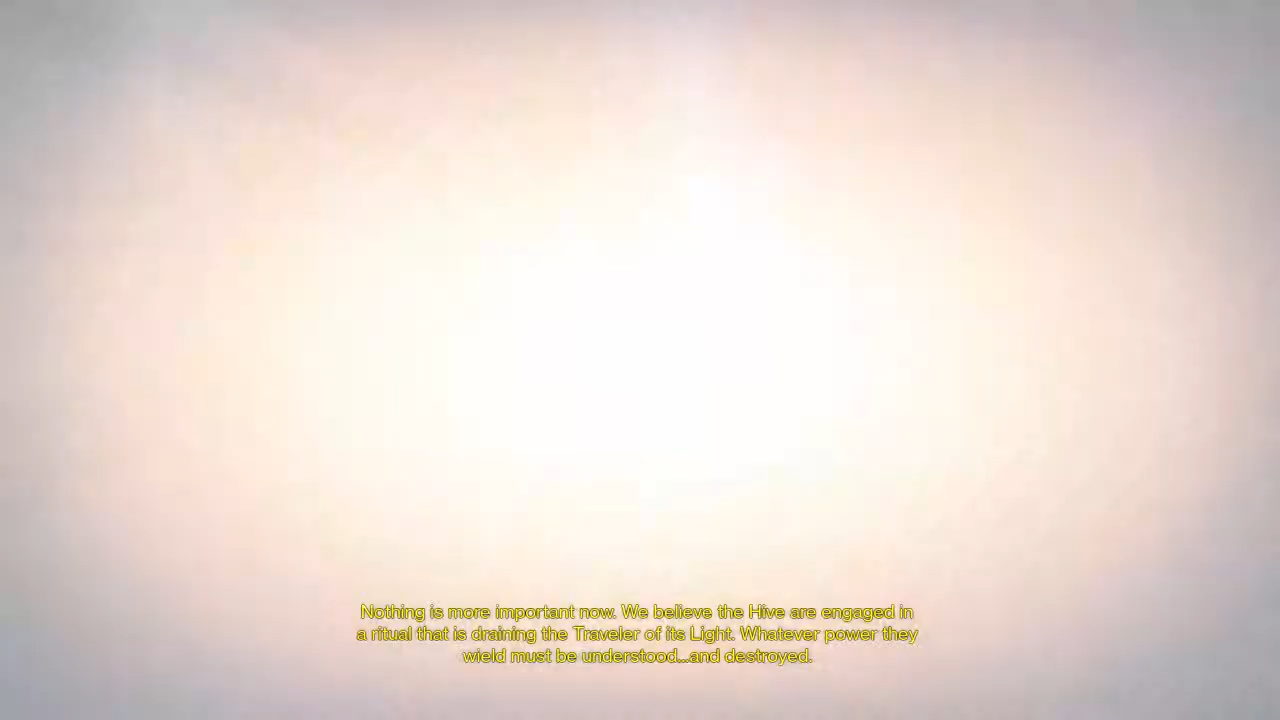 Nothing is more important now. We believe the Hive are engaged in
a ritual that is draining the Traveler of its Light. Whatever power they
wield must be understood...and destroyed.